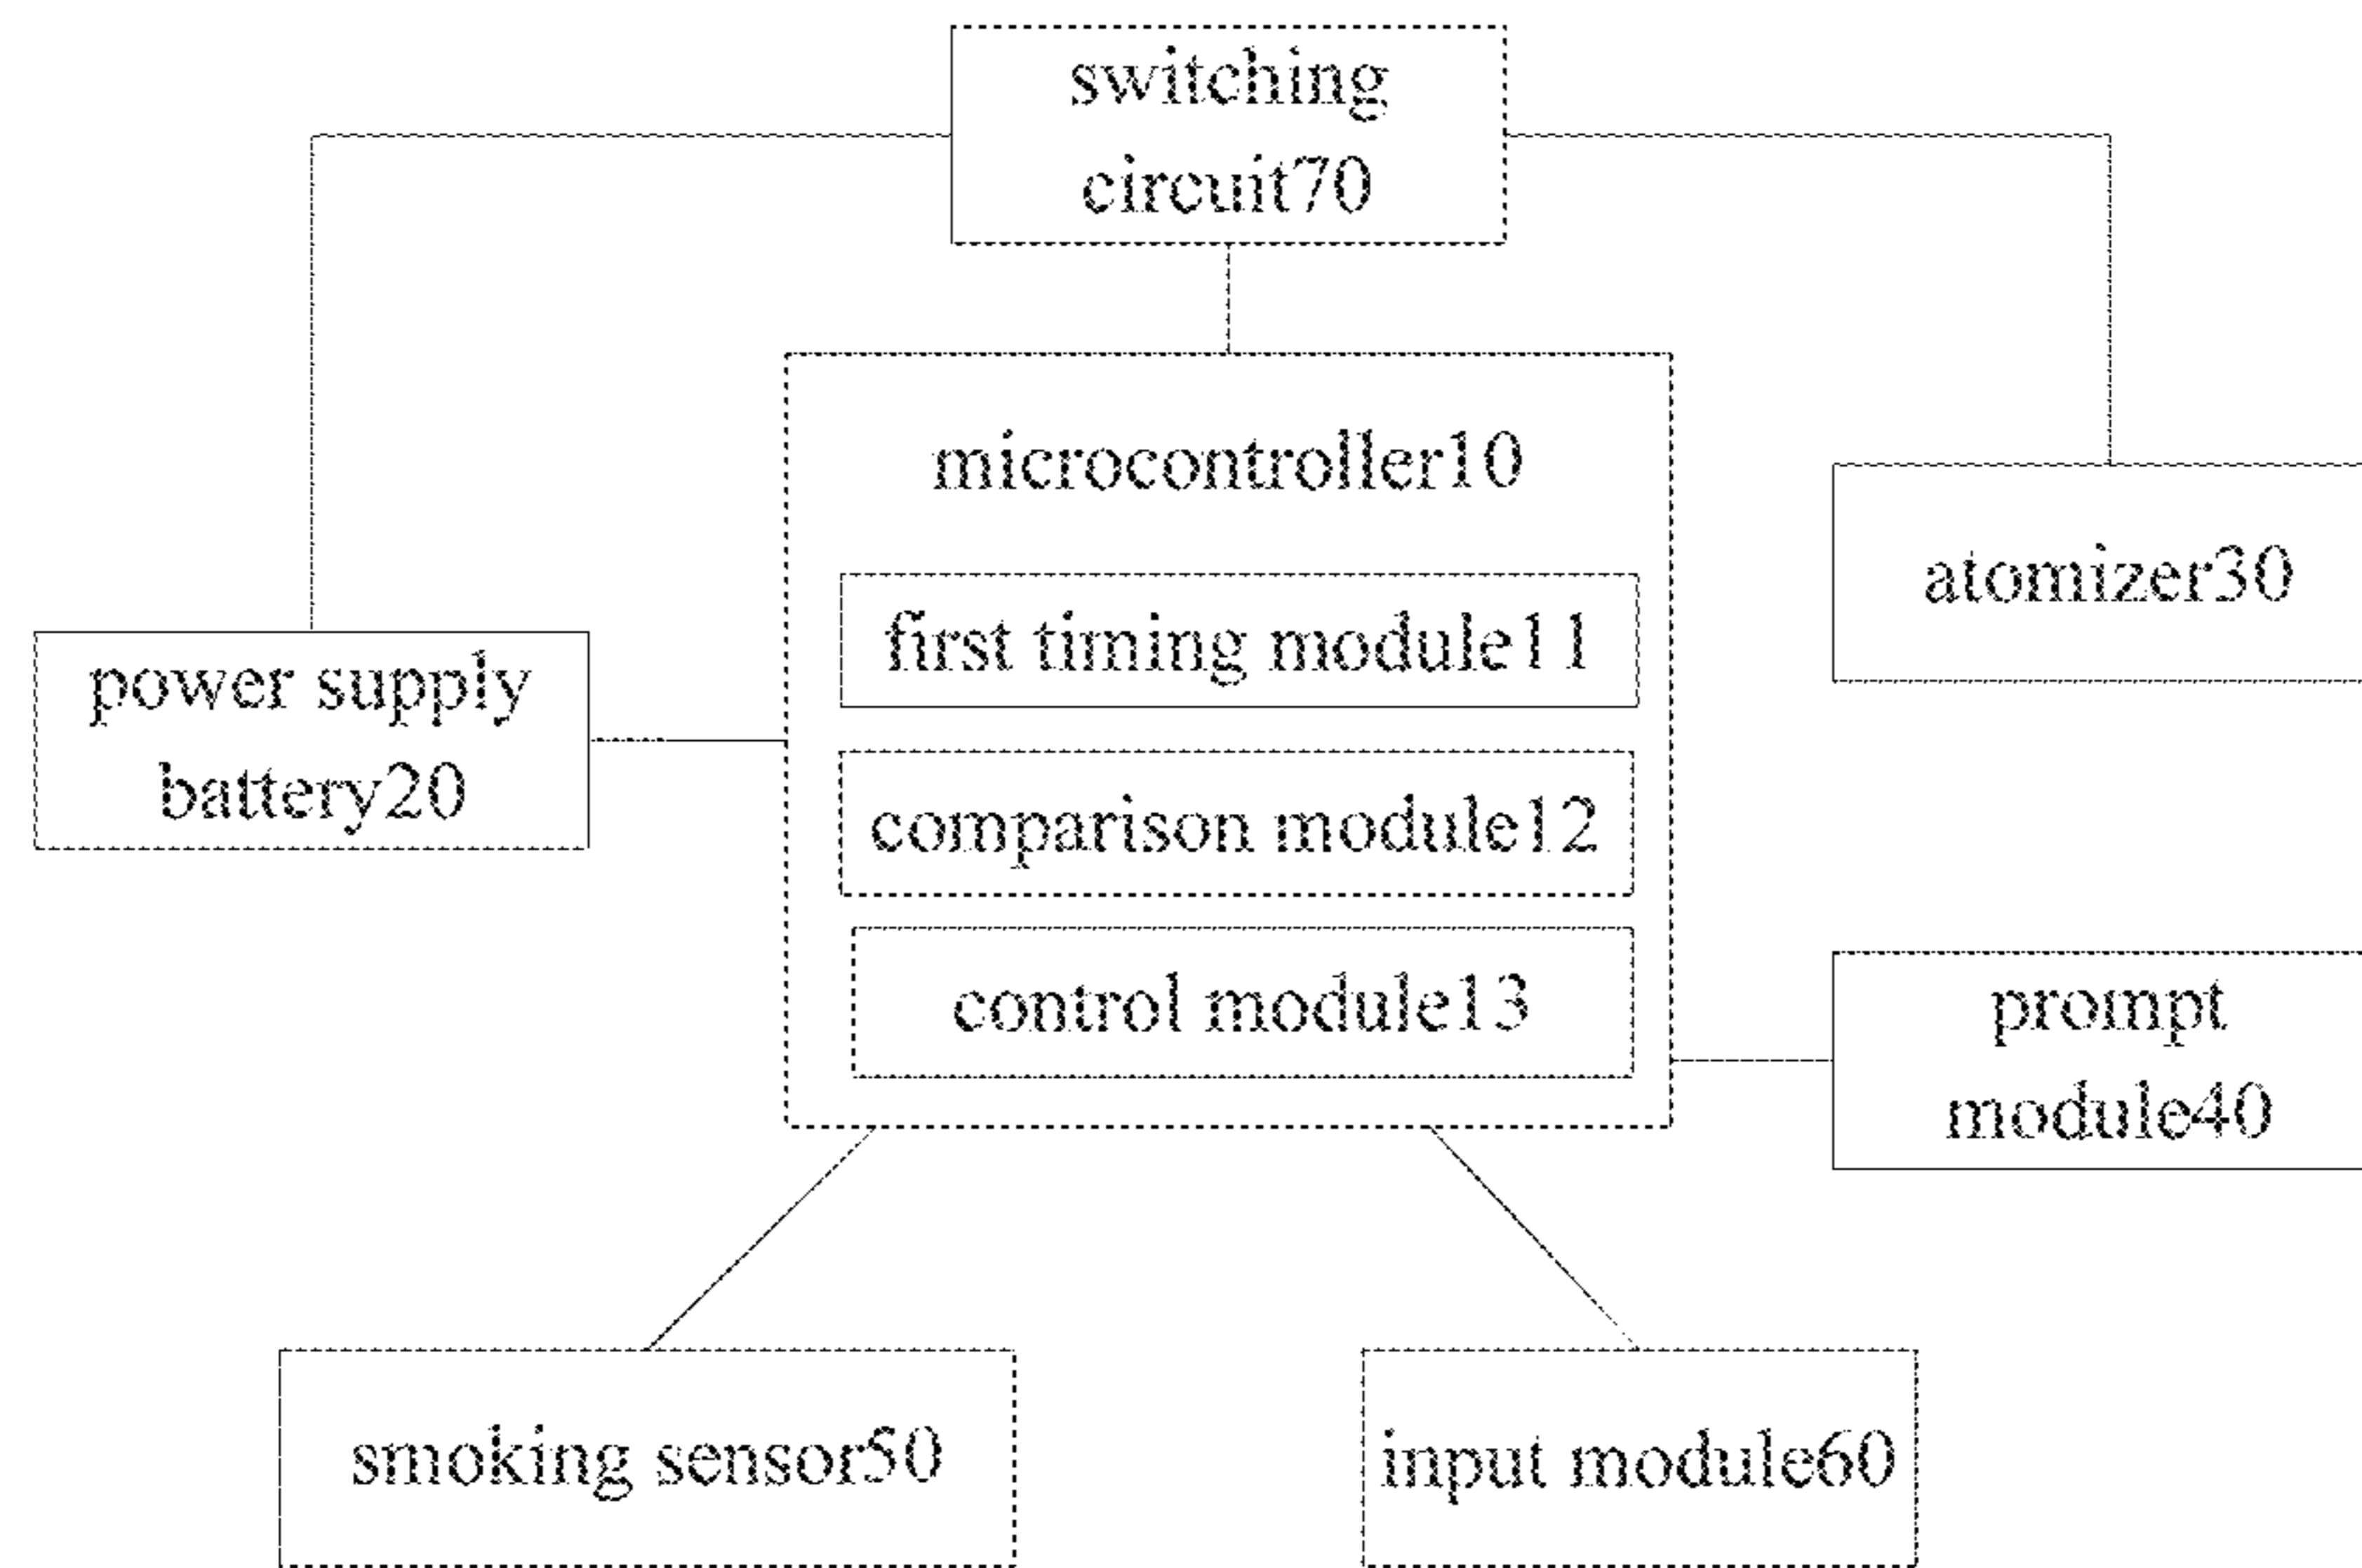 switching
circuit70
microcontroller10
first timing module11
comparison module12
control module13
power supply
battery20
atomizer30
prompt
module40
smoking sensor50
input module60